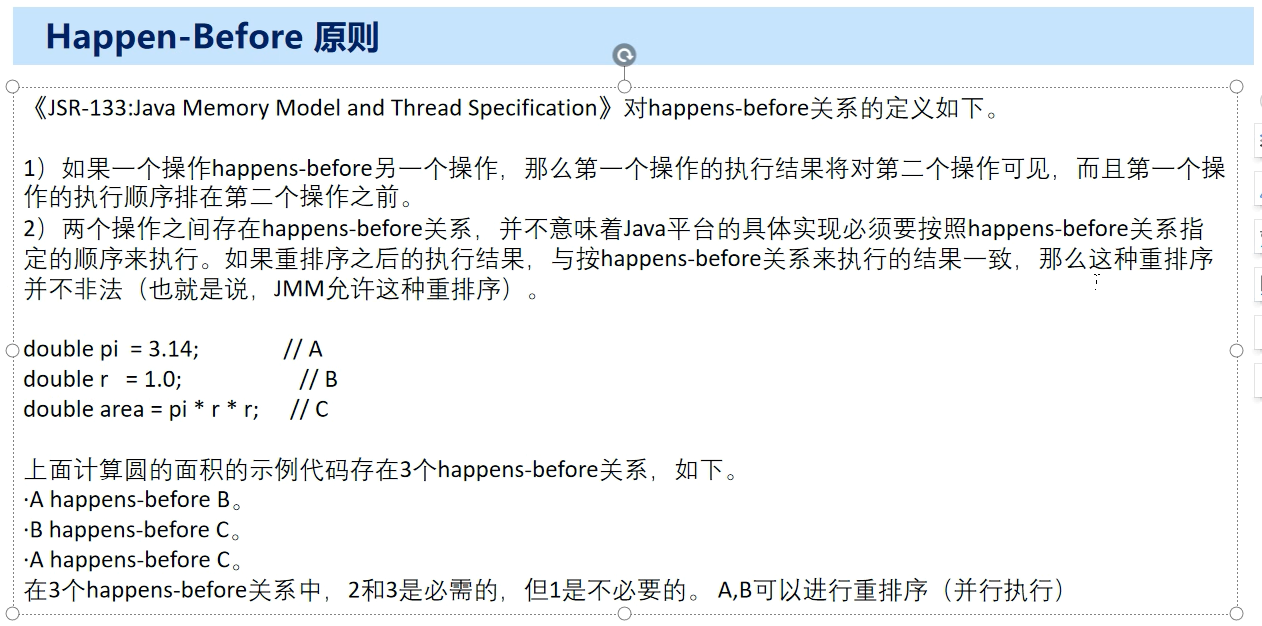 Happen-Before 原则
《JSR-133:Java Memory Model and Thread Specification》对happens-before关系的定义如下。
1）如果一个操作happens-before另一个操作，那么第一个操作的执行结果将对第二个操作可见，而且第一个操
作的执行顺序排在第二个操作之前。
2）两个操作之间存在happens-before关系，并不意味着Java平台的具体实现必须要按照happens-before关系指
定的顺序来执行。如果重排序之后的执行结果，与按happens-before关系来执行的结果一致，那么这种重排序
并不非法（也就是说，JMM允许这种重排序）。
double pi  = 3.14;            // A
double r   = 1.0;                  // B
double area = pi * r * r;     // C
上面计算圆的面积的示例代码存在3个happens-before关系，如下。
·A happens-before B。
·B happens-before C。
·A happens-before C。
在3个happens-before关系中，2和3是必需的，但1是不必要的。 A,B可以进行重排序（并行执行）